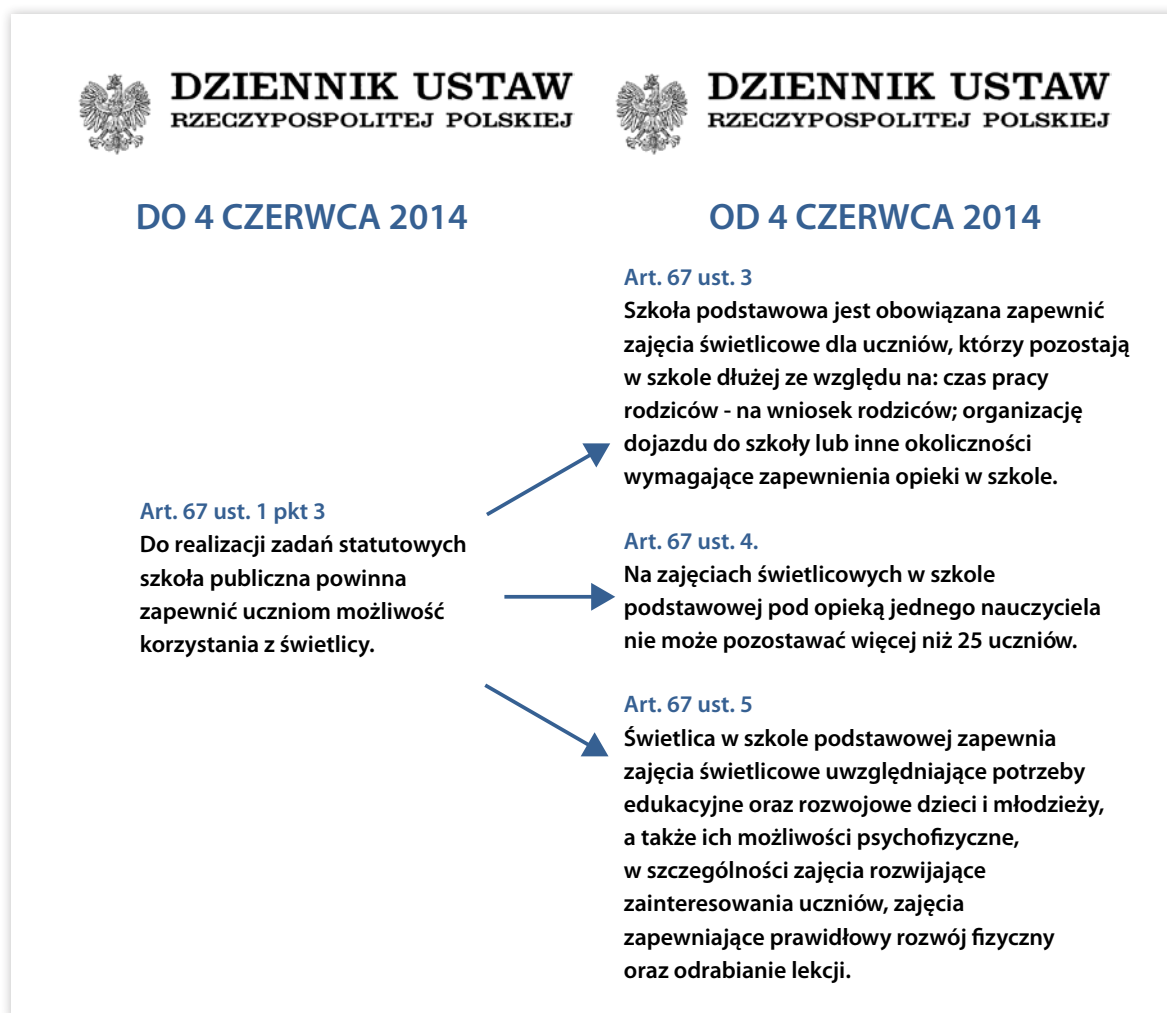 DZIENNIK USTAW
RZECZYPOSPOLITEJ POLSKIEJ
DO 4 CZERWCA 2014
Art. 67 ust. 1 pkt 3
Do realizacji zadań statutowych
szkoła publiczna powinna
zapewnić uczniom możliwość
korzystania z świetlicy.
DZIENNIK USTAW
RZECZYPOSPOLITEJ POLSKIEJ
OD 4 CZERWCA 2014
Art. 67 ust. 3
Szkoła podstawowa jest obowiązana zapewnić
zajęcia świetlicowe dla uczniów, którzy pozostają
w szkole dłużej ze względu na: czas pracy
rodziców - na wniosek rodziców; organizację
dojazdu do szkoły lub inne okoliczności
wymagające zapewnienia opieki w szkole.
Art. 67 ust. 4.
Na zajęciach świetlicowych w szkole
podstawowej pod opieką jednego nauczyciela
nie może pozostawać więcej niż 25 uczniów.
Art. 67 ust. 5
Świetlica w szkole podstawowej zapewnia
zajęcia świetlicowe uwzględniające potrzeby
edukacyjne oraz rozwojowe dzieci i młodzieży,
a także ich możliwości psychofizyczne,
w szczególności zajęcia rozwijające
zainteresowania uczniów, zajęcia
zapewniające prawidłowy rozwój fizyczny
oraz odrabianie lekcji.